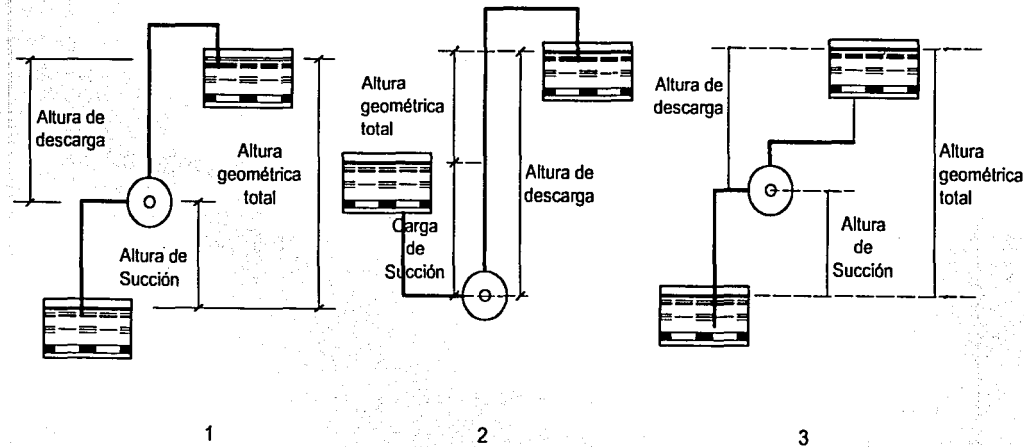 Altura de
descarga
Altura
geométrica
total
Altura de
Succión
1
Altura
geométrica
total
Altura de
descarga
Carga
de
Succión
2
Altura de
descarga
Altura
geométrica
total
Altura
de
Succión
3